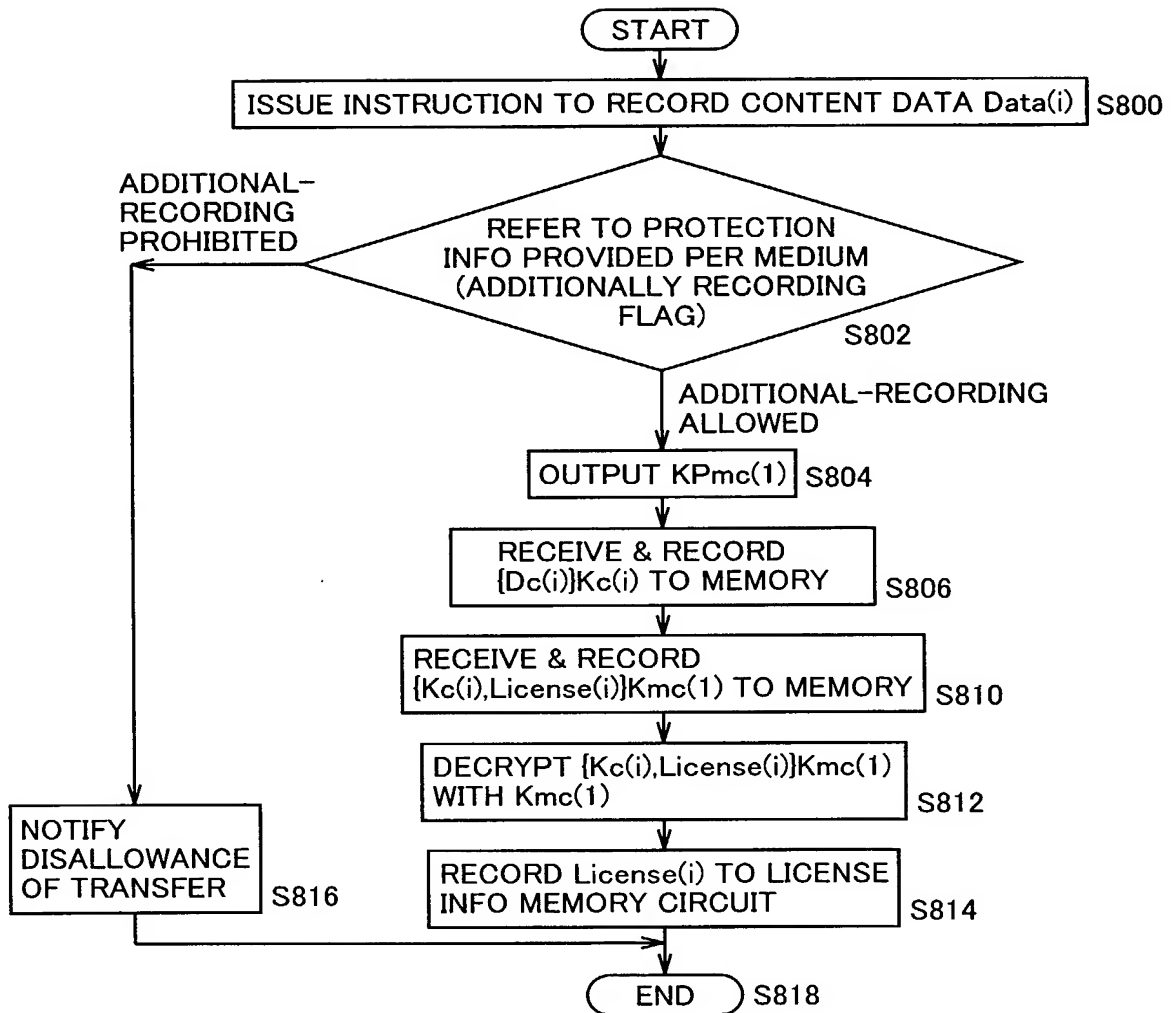 START
ISSUE INSTRUCTION TO RECORD CONTENT DATA Data(i)
S800
ADDITIONAL-
RECORDING
PROHIBITED
REFER TO PROTECTION
INFO PROVIDED PER MEDIUM
(ADDITIONALLY RECORDING
FLAG)
S802
ADDITIONAL-RECORDING
ALLOWED
OUTPUT KPmc(1)
S804
RECEIVE & RECORD
{Dc(i)}Kc(i) TO MEMORY
S806
RECEIVE & RECORD
{Kc(i),License(i)}Kmc(1) TO MEMORY
S810
DECRYPT {Kc(i),License(i)}Kmc(1)
WITH Kmc(1)
S812
NOTIFY
DISALLOWANCE
OF TRANSFER
S816
RECORD License(i) TO LICENSE
INFO MEMORY CIRCUIT
S814
END
S818